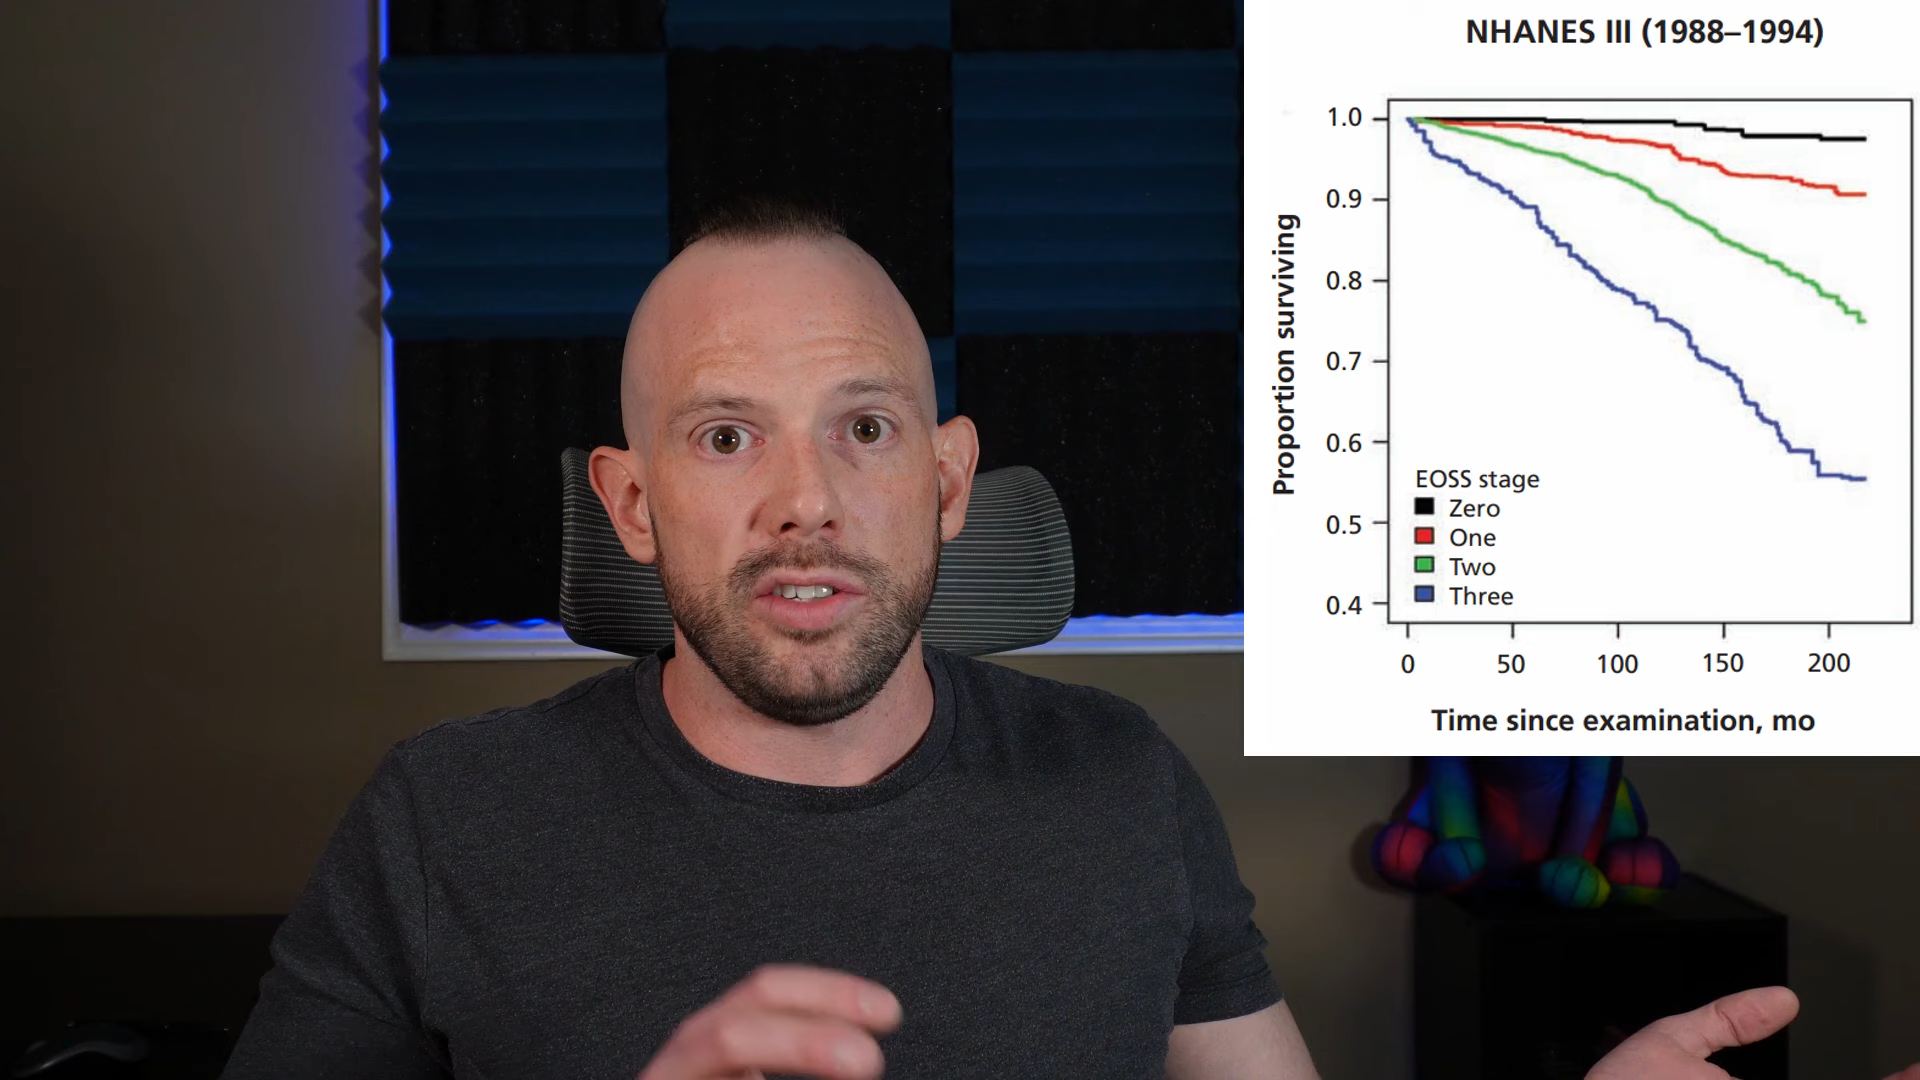 NHANES III (1988–1994)
Proportion surviving
1.0
0.9
0.8
0.7
0.6
0.5
0.4
EOSS stage
Zero
One
Two
Three
0 50 100 150 200
Time since examination, mo